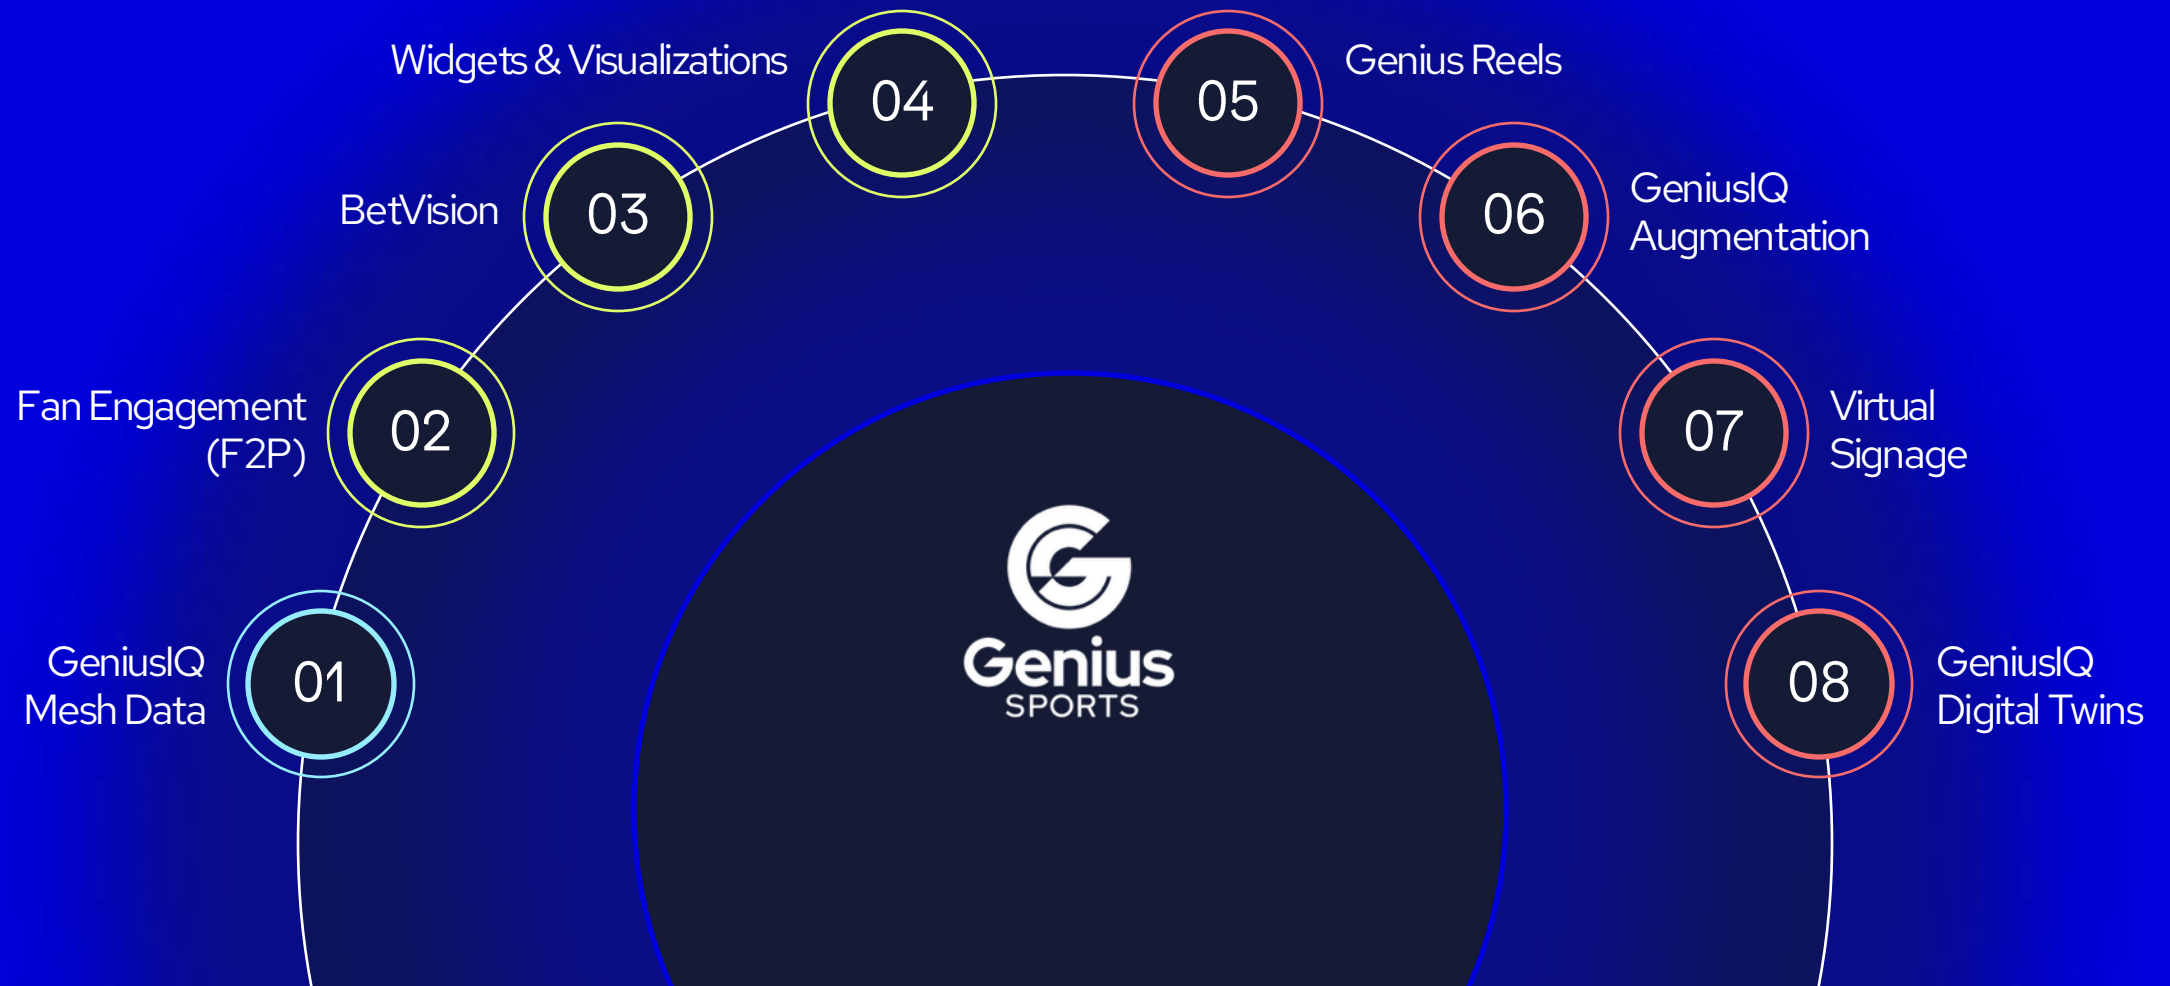 01
GeniusIQ
Mesh Data
02
Fan Engagement
(F2P)
03
BetVision
04
Widgets & Visualizations
05
Genius Reels
06
GeniusIQ
Augmentation
07
Virtual
Signage
08
GeniusIQ
Digital Twins
Genius
SPORTS